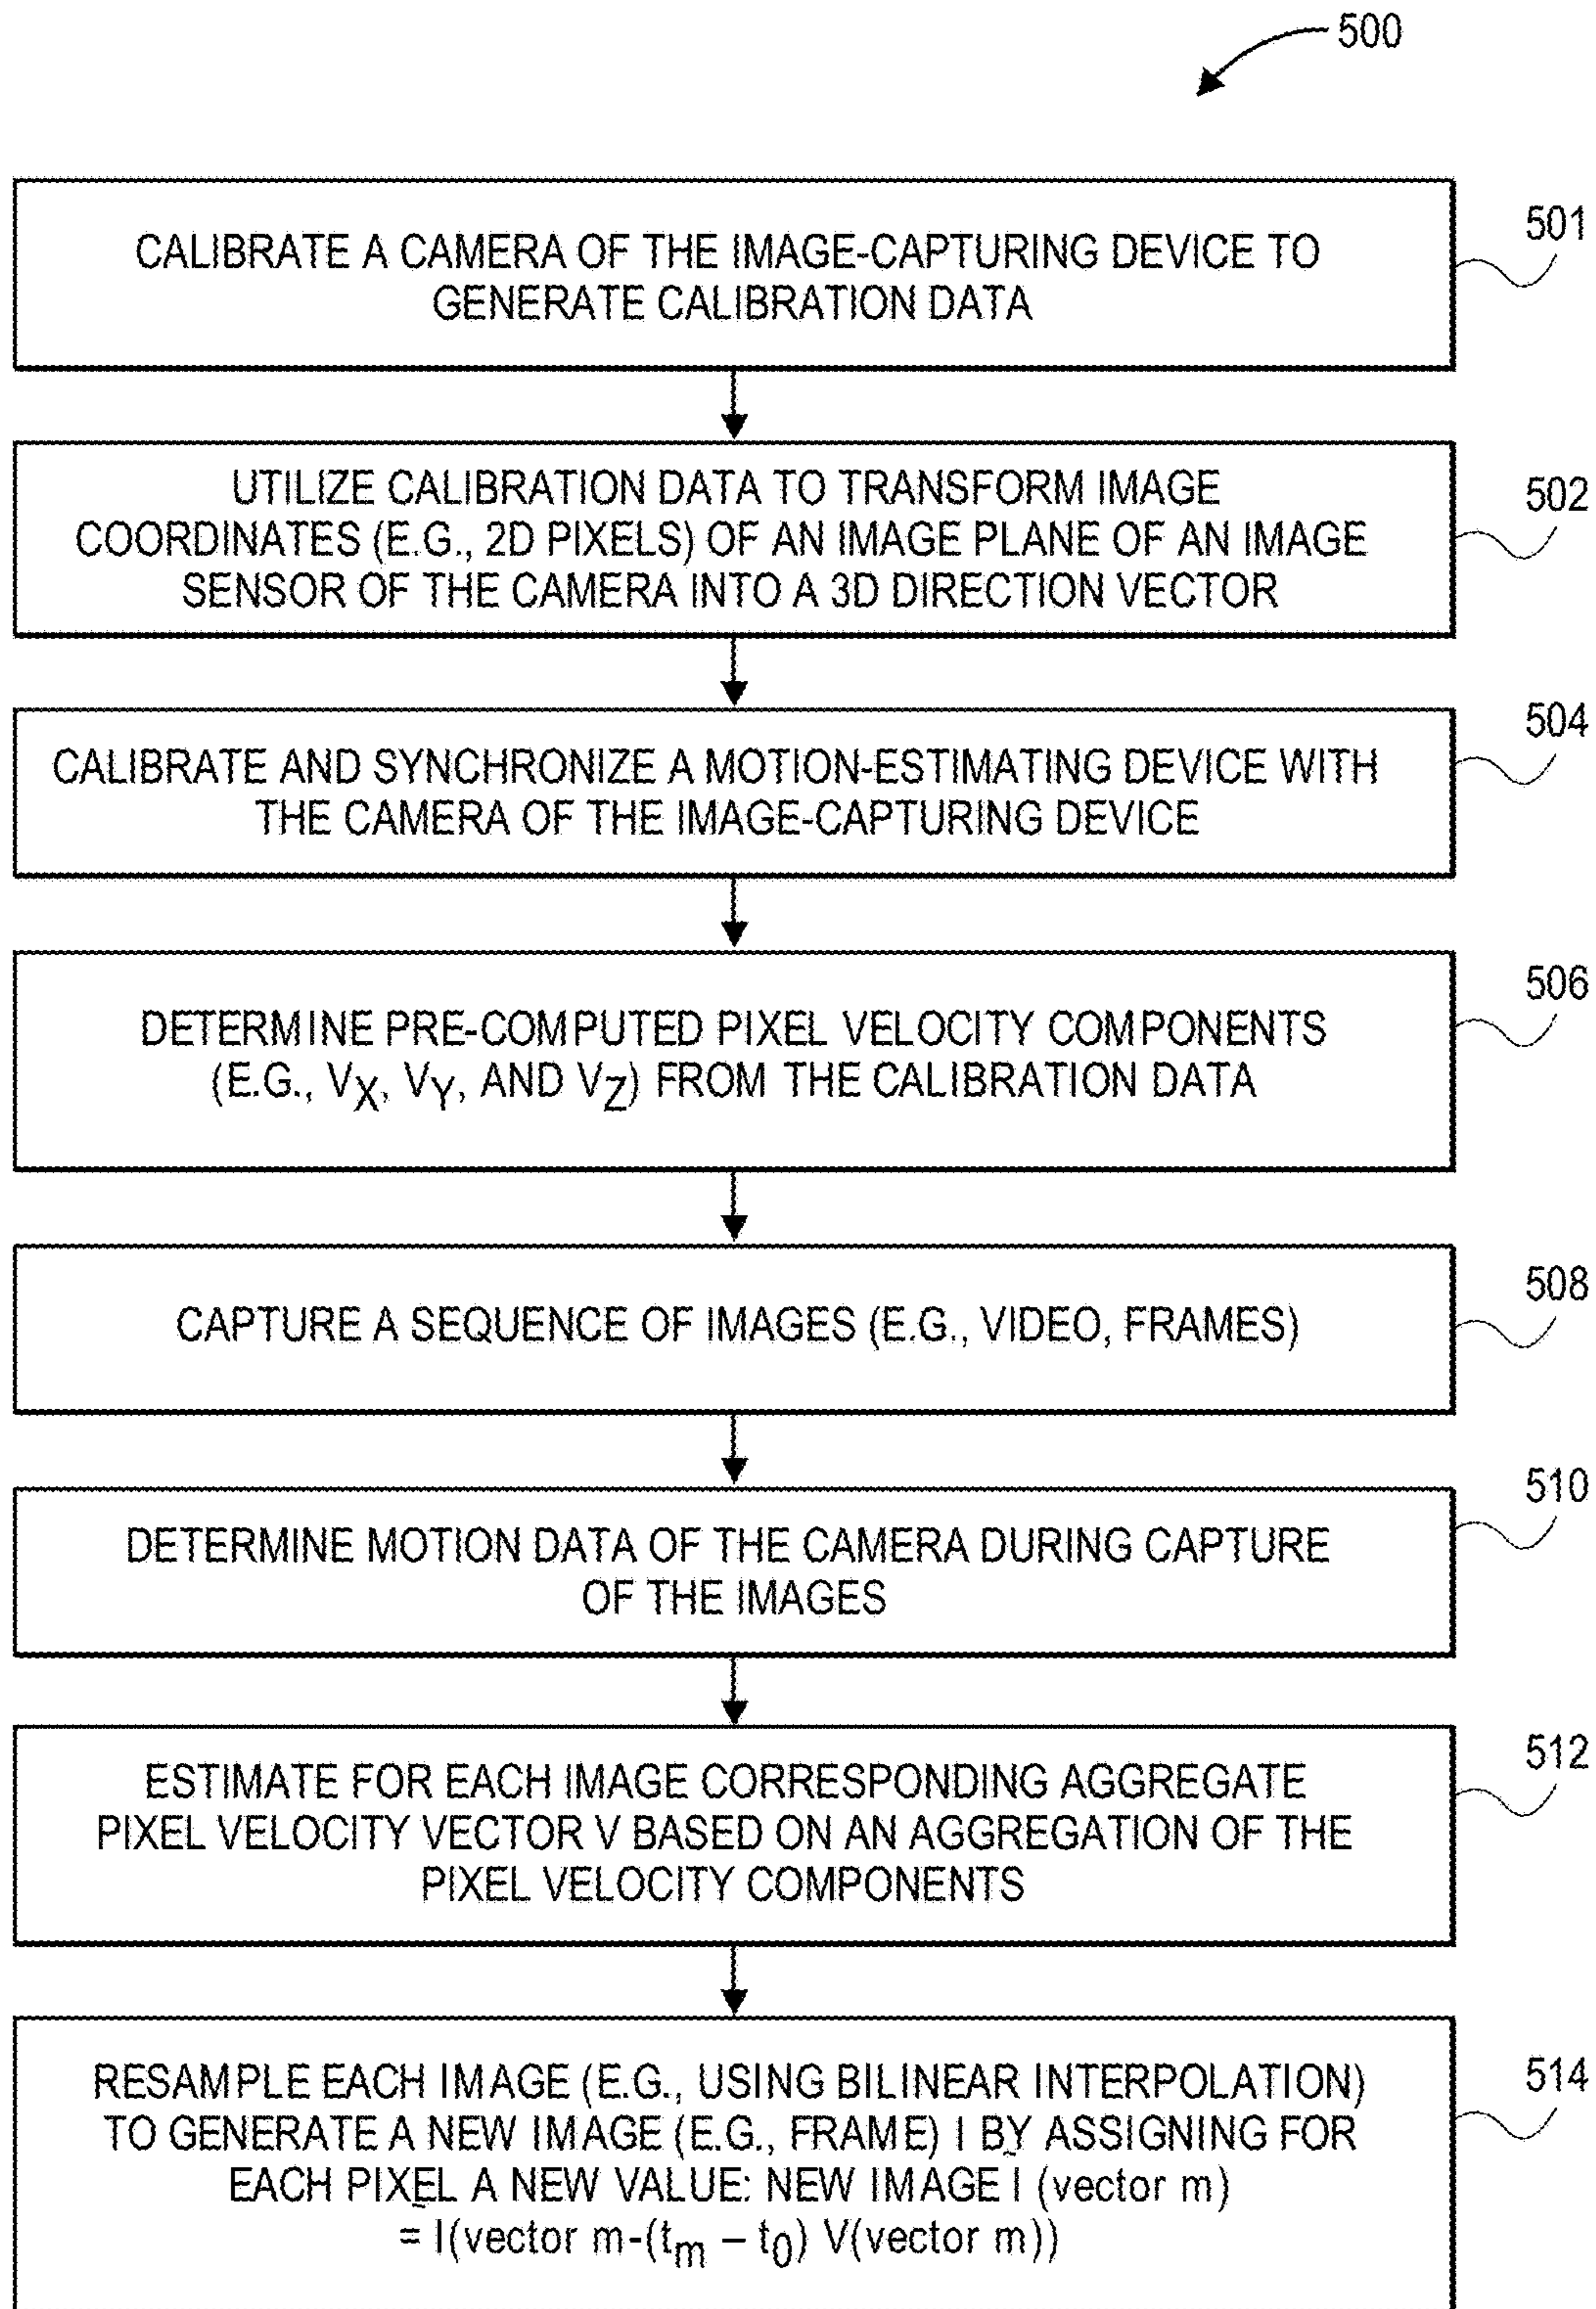 500
CALIBRATE A CAMERA OF THE IMAGE-CAPTURING DEVICE TO
GENERATE CALIBRATION DATA
501
UTILIZE CALIBRATION DATA TO TRANSFORM IMAGE
COORDINATES (E.G., 2D PIXELS) OF AN IMAGE PLANE OF AN IMAGE
SENSOR OF THE CAMERA INTO A 3D DIRECTION VECTOR
502
CALIBRATE AND SYNCHRONIZE A MOTION-ESTIMATING DEVICE WITH
THE CAMERA OF THE IMAGE-CAPTURING DEVICE
504
DETERMINE PRE-COMPUTED PIXEL VELOCITY COMPONENTS
(E.G., VX, VY, AND VZ) FROM THE CALIBRATION DATA
506
CAPTURE A SEQUENCE OF IMAGES (E.G., VIDEO, FRAMES)
508
DETERMINE MOTION DATA OF THE CAMERA DURING CAPTURE
OF THE IMAGES
510
ESTIMATE FOR EACH IMAGE CORRESPONDING AGGREGATE
PIXEL VELOCITY VECTOR V BASED ON AN AGGREGATION OF THE
PIXEL VELOCITY COMPONENTS
512
RESAMPLE EACH IMAGE (E.G., USING BILINEAR INTERPOLATION)
TO GENERATE A NEW IMAGE (E.G., FRAME) I BY ASSIGNING FOR
EACH PIXEL A NEW VALUE: NEW IMAGE Ĩ (vector m)
= Ĩ(vector m-(tm – t0) V(vector m))
514